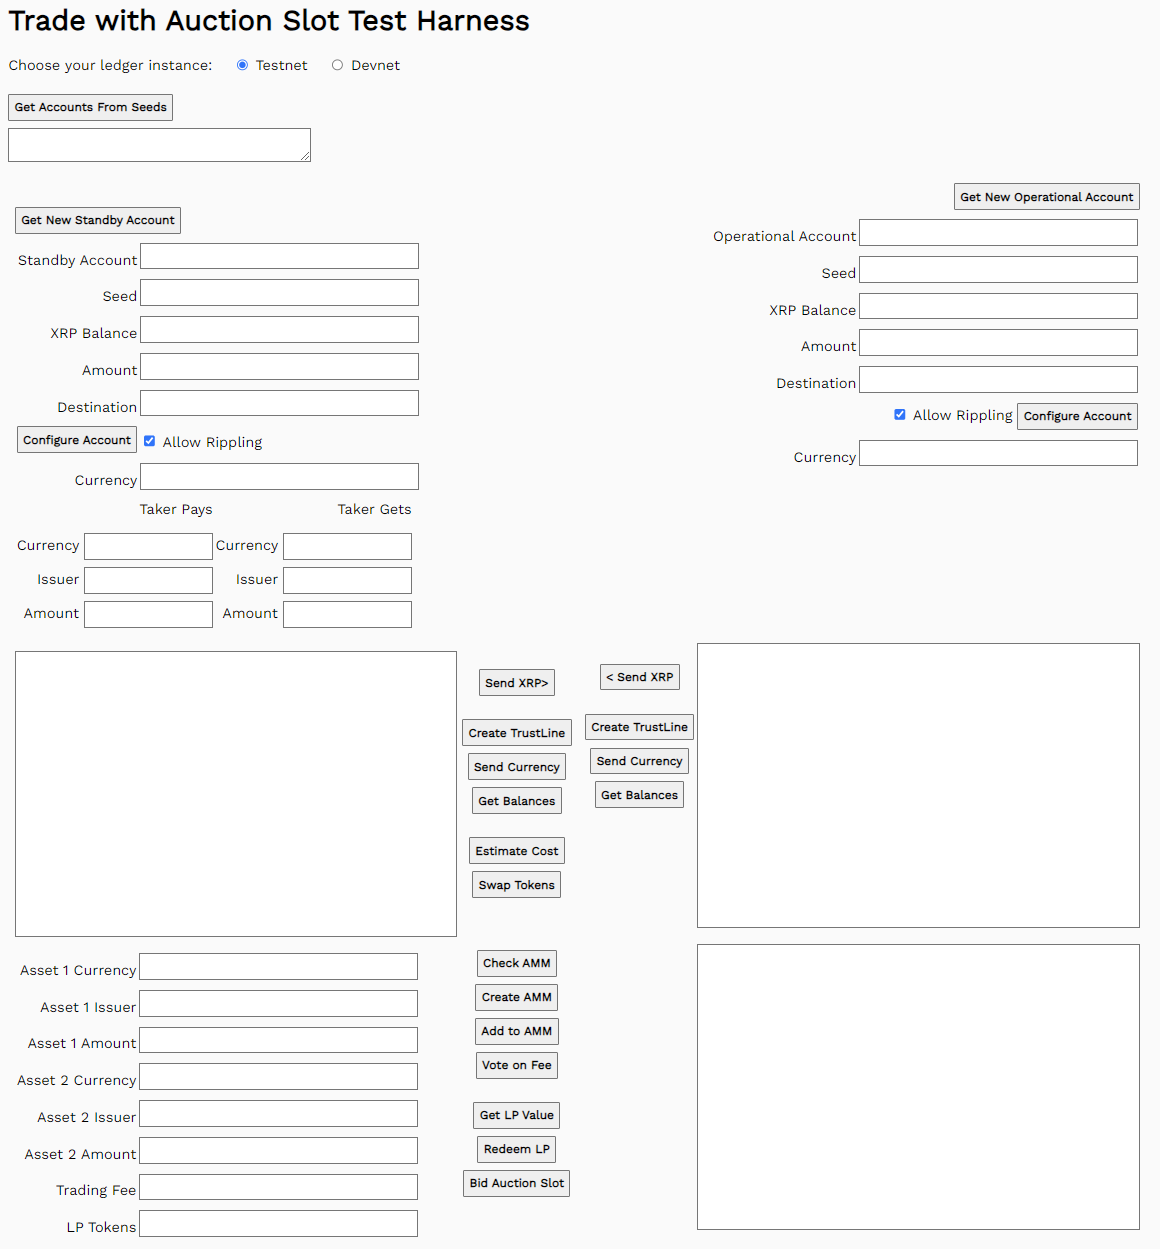 Trade with Auction Slot Test Harness
Choose your ledger instance: Testnet Devnet
Get Accounts From Seeds
Get New Standby Account
Standby Account
Seed
XRP Balance
Amount
Destination
Configure Account Allow Rippling
Currency
Taker Pays Taker Gets
Currency Currency
Issuer Issuer
Amount Amount
Get New Operational Account
Operational Account
Seed
XRP Balance
Amount
Destination
Allow Rippling Configure Account
Currency
Send XRP>
Create TrustLine
Send Currency
Get Balances
Estimate Cost
Swap Tokens
< Send XRP
Create TrustLine
Send Currency
Get Balances
Asset 1 Currency
Asset 1 Issuer
Asset 1 Amount
Asset 2 Currency
Asset 2 Issuer
Asset 2 Amount
Trading Fee
LP Tokens
Check AMM
Create AMM
Add to AMM
Vote on Fee
Get LP Value
Redeem LP
Bid Auction Slot